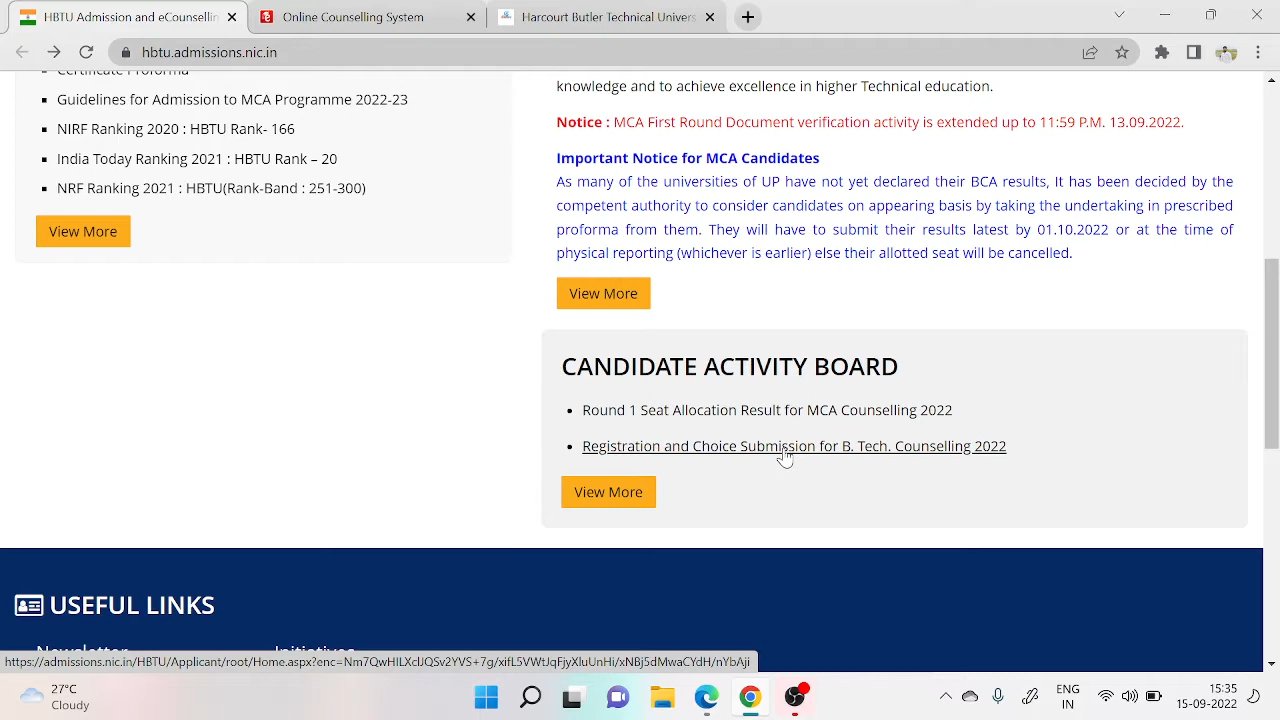 HBTU Admission and eCounsellin
Online Counselling System
Harcourt Butler Technical Univers
hbtu.admissions.nic.in
Certificate Proforma
Guidelines for Admission to MCA Programme 2022-23
NIRF Ranking 2020 : HBTU Rank- 166
India Today Ranking 2021 : HBTU Rank – 20
NRF Ranking 2021 : HBTU(Rank-Band : 251-300)
View More
knowledge and to achieve excellence in higher Technical education.
Notice : MCA First Round Document verification activity is extended up to 11:59 P.M. 13.09.2022.
Important Notice for MCA Candidates
As many of the universities of UP have not yet declared their BCA results, It has been decided by the
competent authority to consider candidates on appearing basis by taking the undertaking in prescribed
proforma from them. They will have to submit their results latest by 01.10.2022 or at the time of
physical reporting (whichever is earlier) else their allotted seat will be cancelled.
View More
CANDIDATE ACTIVITY BOARD
Round 1 Seat Allocation Result for MCA Counselling 2022
Registration and Choice Submission for B. Tech. Counselling 2022
View More
USEFUL LINKS
Newsletter
Initiatives
27°C
Cloudy
ENG
IN
15:35
15-09-2022